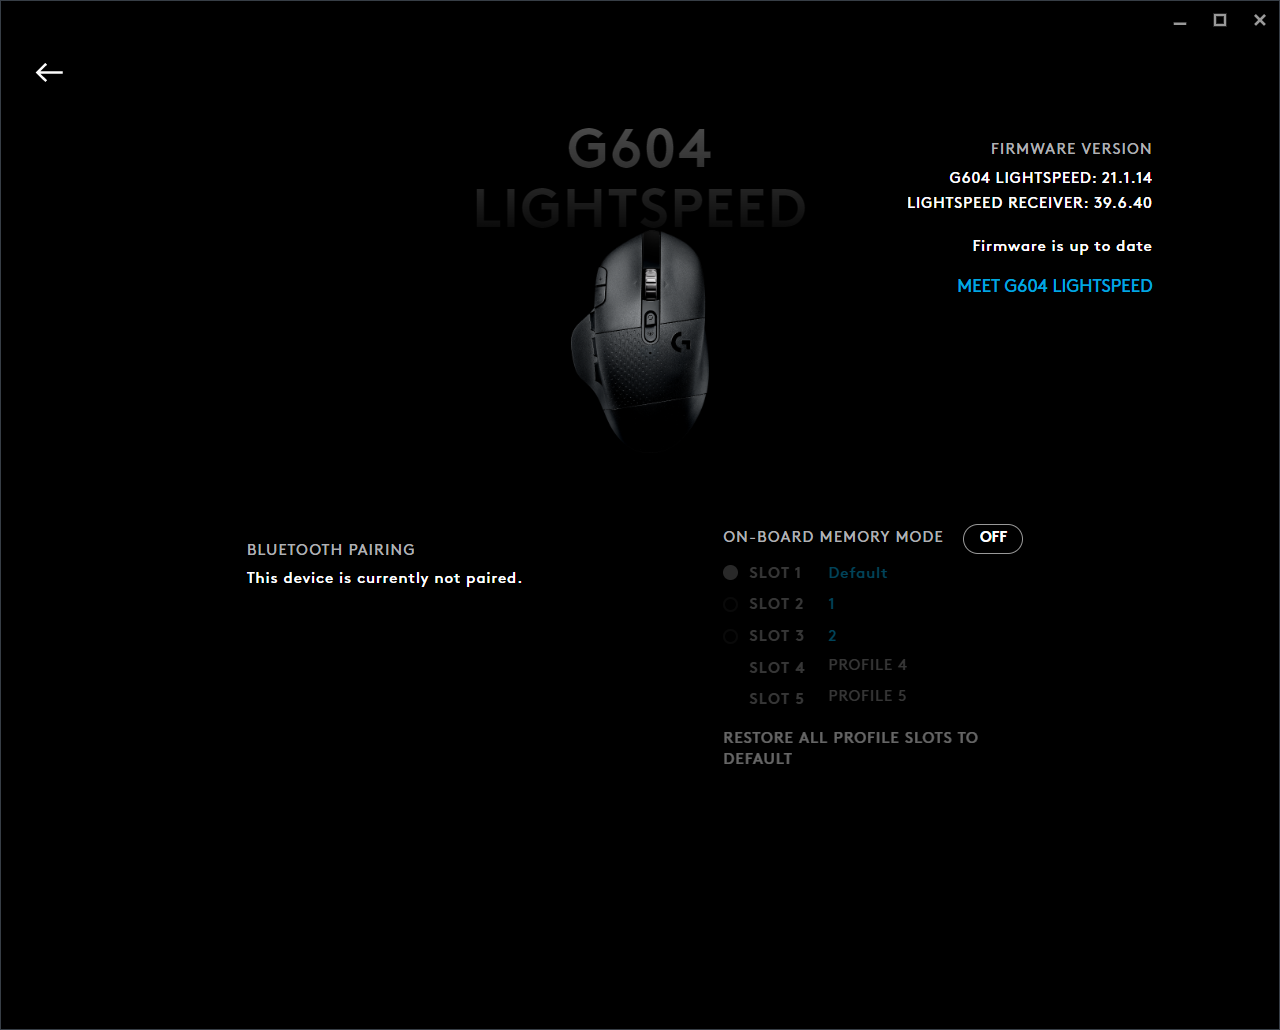 G604
LIGHTSPEED
FIRMWARE VERSION
G604 LIGHTSPEED: 21.1.14
LIGHTSPEED RECEIVER: 39.6.40
Firmware is up to date
MEET G604 LIGHTSPEED
BLUETOOTH PAIRING
This device is currently not paired.
ON-BOARD MEMORY MODE OFF
SLOT 1 Default
SLOT 2 1
SLOT 3 2
SLOT 4 PROFILE 4
SLOT 5 PROFILE 5
RESTORE ALL PROFILE SLOTS TO
DEFAULT